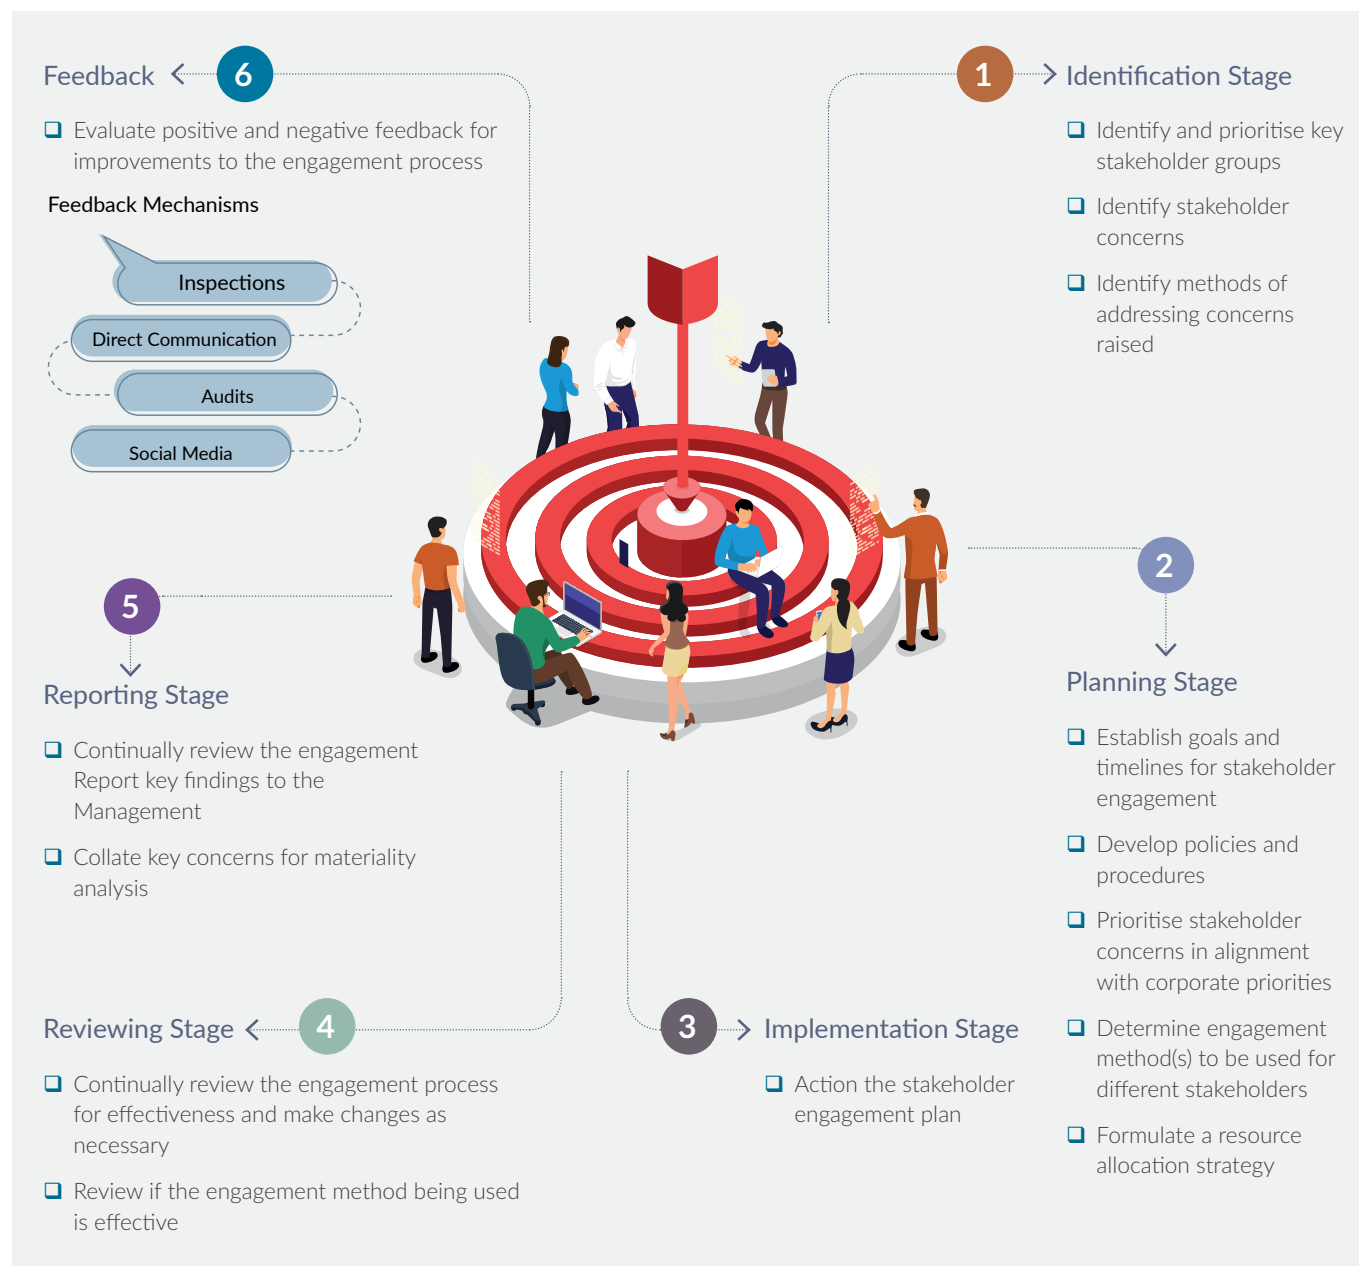 1
Identification Stage
❑ Identify and prioritise key
stakeholder groups
❑ Identify stakeholder
concerns
❑ Identify methods of
addressing concerns
raised
2
Planning Stage
❑ Establish goals and
timelines for stakeholder
engagement
❑ Develop policies and
procedures
❑ Prioritise stakeholder
concerns in alignment
with corporate priorities
❑ Determine engagement
method(s) to be used for
different stakeholders
❑ Formulate a resource
allocation strategy
3
Implementation Stage
❑ Action the stakeholder
engagement plan
4
Reviewing Stage
❑ Continually review the engagement process
for effectiveness and make changes as
necessary
❑ Review if the engagement method being used
is effective
5
Reporting Stage
❑ Continually review the engagement
Report key findings to the
Management
❑ Collate key concerns for materiality
analysis
6
Feedback
❑ Evaluate positive and negative feedback for
improvements to the engagement process
Feedback Mechanisms
Inspections
Direct Communication
Audits
Social Media